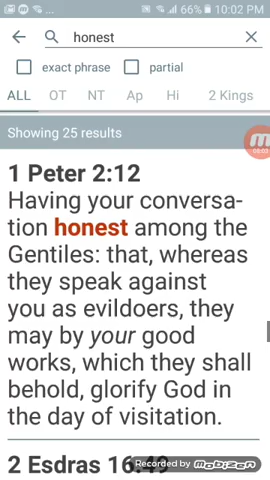 66% 10:02 PM
honest
exact phrase partial
ALL OT NT Ap Hi 2 Kings
Showing 25 results
1 Peter 2:12
Having your conversa-
tion honest among the
Gentiles: that, whereas
they speak against
you as evildoers, they
may by your good
works, which they shall
behold, glorify God in
the day of visitation.
2 Esdras 16:49
Recorded by mobizen